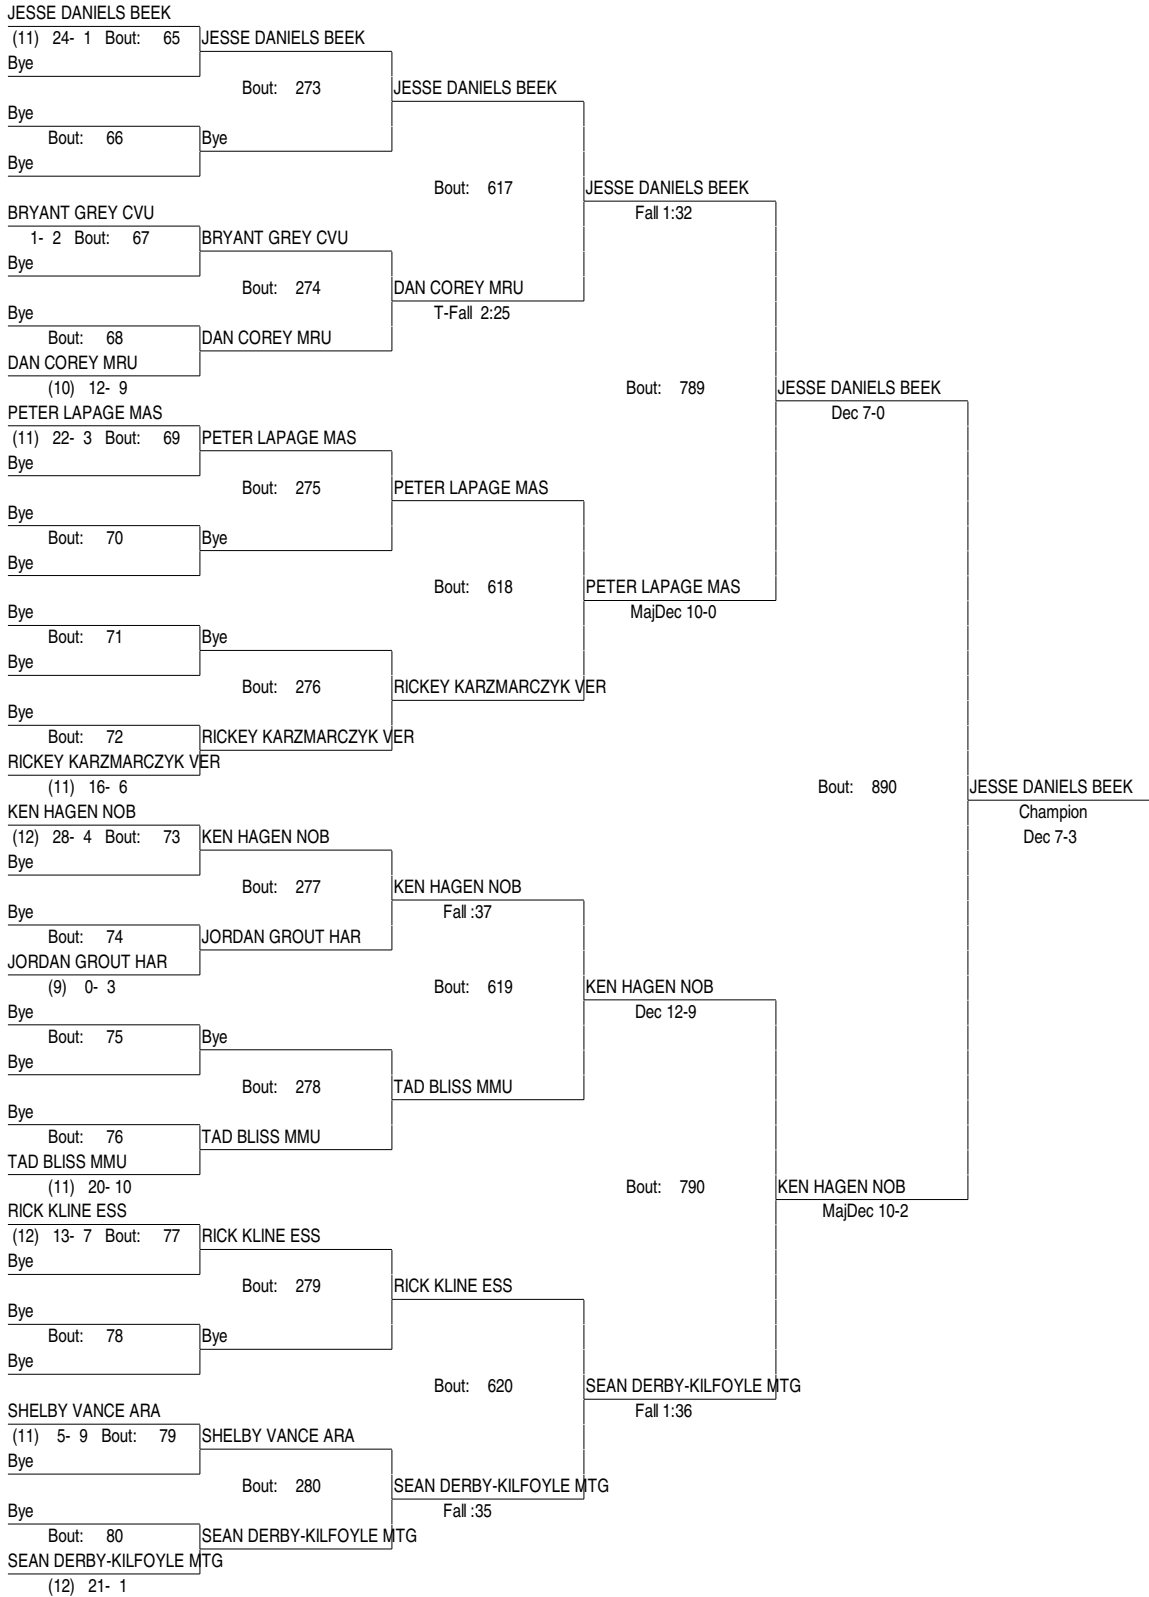 JESSE DANIELS BEEK
(11) 24- 1 Bout: 65 JESSE DANIELS BEEK
Bye
Bout: 273 JESSE DANIELS BEEK
Bye
Bout: 66 Bye
Bye
Bout: 617 JESSE DANIELS BEEK
BRYANT GREY CVU Fall 1:32
1- 2 Bout: 67 BRYANT GREY CVU
Bye
Bout: 274 DAN COREY MRU
Bye T-Fall 2:25
Bout: 68 DAN COREY MRU
DAN COREY MRU
(10) 12- 9 Bout: 789 JESSE DANIELS BEEK
PETER LAPAGE MAS Dec 7-0
(11) 22- 3 Bout: 69 PETER LAPAGE MAS
Bye
Bout: 275 PETER LAPAGE MAS
Bye
Bout: 70 Bye
Bye
Bout: 618 PETER LAPAGE MAS
Bye MajDec 10-0
Bout: 71 Bye
Bye
Bout: 276 RICKEY KARZMARCZYK VER
Bye
Bout: 72 RICKEY KARZMARCZYK VER
RICKEY KARZMARCZYK VER
(11) 16- 6 Bout: 890 JESSE DANIELS BEEK
KEN HAGEN NOB Champion
(12) 28- 4 Bout: 73 KEN HAGEN NOB Dec 7-3
Bye
Bout: 277 KEN HAGEN NOB
Bye Fall :37
Bout: 74 JORDAN GROUT HAR
JORDAN GROUT HAR
(9) 0- 3 Bout: 619 KEN HAGEN NOB
Bye Dec 12-9
Bout: 75 Bye
Bye
Bout: 278 TAD BLISS MMU
Bye
Bout: 76 TAD BLISS MMU
TAD BLISS MMU
(11) 20- 10 Bout: 790 KEN HAGEN NOB
RICK KLINE ESS MajDec 10-2
(12) 13- 7 Bout: 77 RICK KLINE ESS
Bye
Bout: 279 RICK KLINE ESS
Bye
Bout: 78 Bye
Bye
Bout: 620 SEAN DERBY-KILFOYLE MTG
SHELBY VANCE ARA Fall 1:36
(11) 5- 9 Bout: 79 SHELBY VANCE ARA
Bye
Bout: 280 SEAN DERBY-KILFOYLE MTG
Bye Fall :35
Bout: 80 SEAN DERBY-KILFOYLE MTG
SEAN DERBY-KILFOYLE MTG
(12) 21- 1